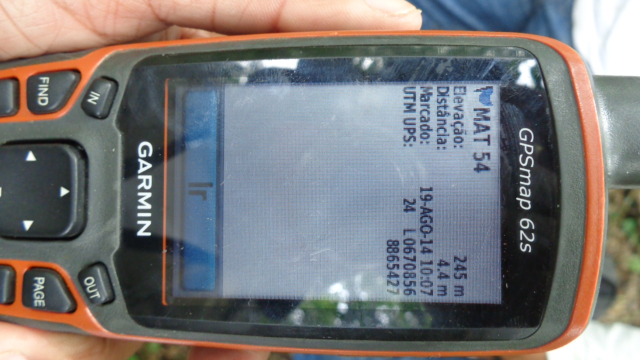 GPSmap 62s
MAT 54
Elevação: 245 m
Distância: 4.4 m
Marcado: 19-AGO-14 10:07
UTM UPS: 24 L 0670856
8865427
Ir
GARMIN
FIND
IN
PAGE
OUT